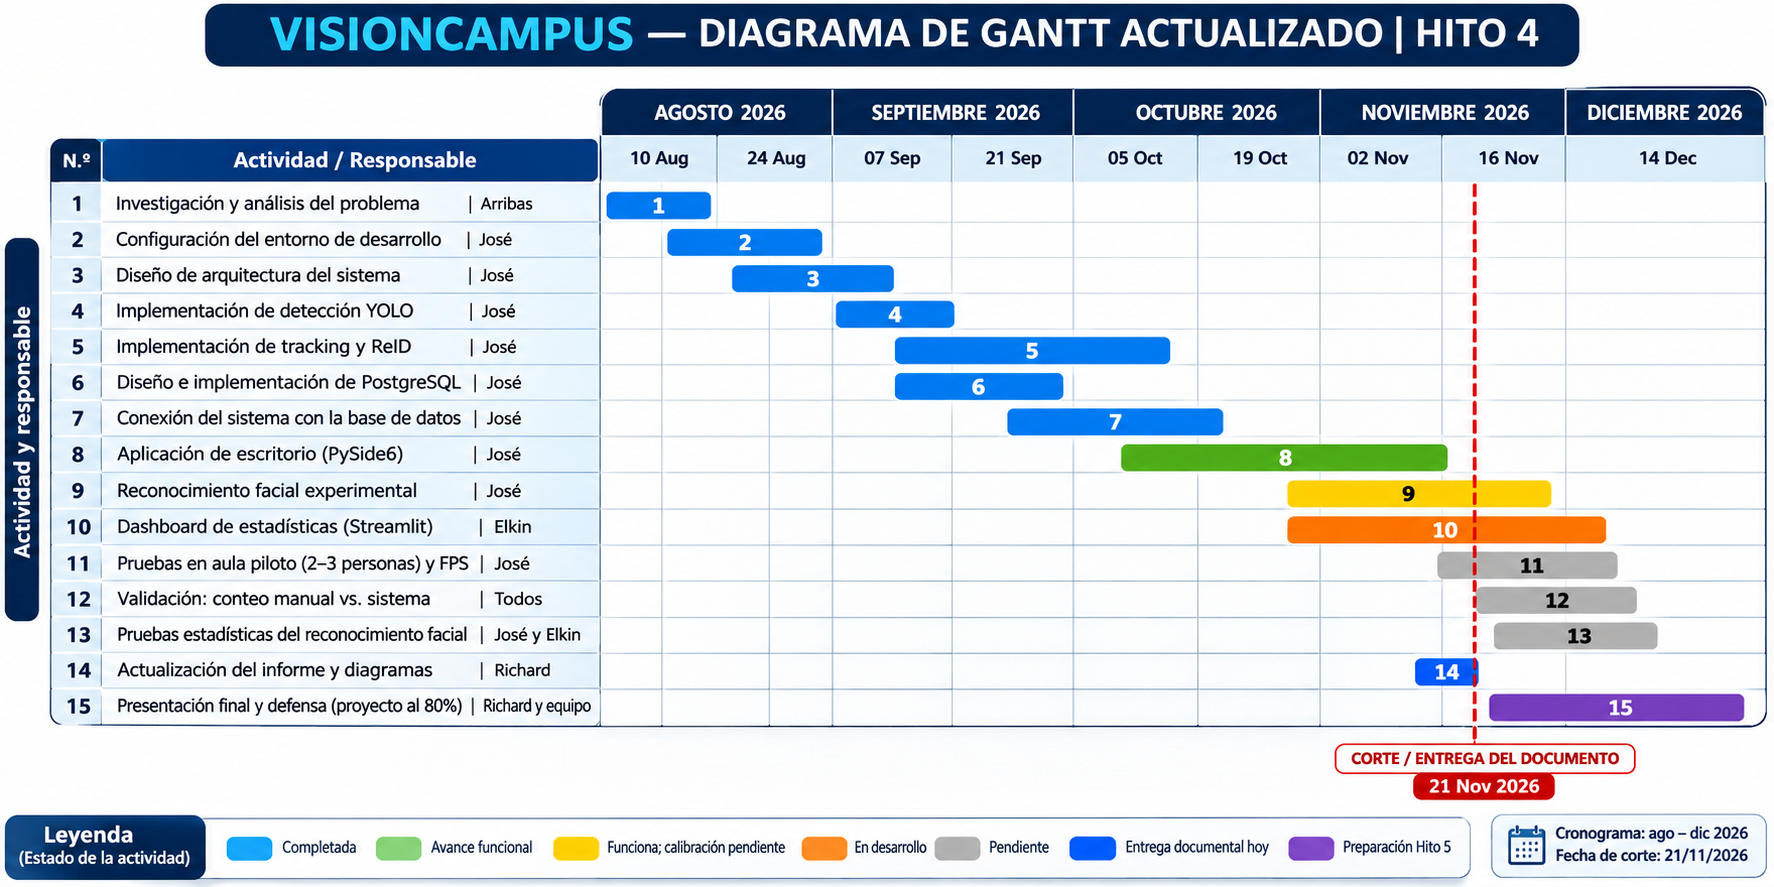 VISIONCAMPUS — DIAGRAMA DE GANTT ACTUALIZADO | HITO 4
AGOSTO 2026 SEPTIEMBRE 2026 OCTUBRE 2026 NOVIEMBRE 2026 DICIEMBRE 2026
N.º Actividad / Responsable 10 Aug 24 Aug 07 Sep 21 Sep 05 Oct 19 Oct 02 Nov 16 Nov 14 Dec
Actividad y responsable
1 Investigación y análisis del problema | Arribas 1
2 Configuración del entorno de desarrollo | José 2
3 Diseño de arquitectura del sistema | José 3
4 Implementación de detección YOLO | José 4
5 Implementación de tracking y ReID | José 5
6 Diseño e implementación de PostgreSQL | José 6
7 Conexión del sistema con la base de datos | José 7
8 Aplicación de escritorio (PySide6) | José 8
9 Reconocimiento facial experimental | José 9
10 Dashboard de estadísticas (Streamlit) | Elkin 10
11 Pruebas en aula piloto (2–3 personas) y FPS | José 11
12 Validación: conteo manual vs. sistema | Todos 12
13 Pruebas estadísticas del reconocimiento facial | José y Elkin 13
14 Actualización del informe y diagramas | Richard 14
15 Presentación final y defensa (proyecto al 80%) | Richard y equipo 15
CORTE / ENTREGA DEL DOCUMENTO
21 Nov 2026
Leyenda
(Estado de la actividad)
Completada Avance funcional Funciona; calibración pendiente En desarrollo Pendiente Entrega documental hoy Preparación Hito 5
Cronograma: ago – dic 2026
Fecha de corte: 21/11/2026